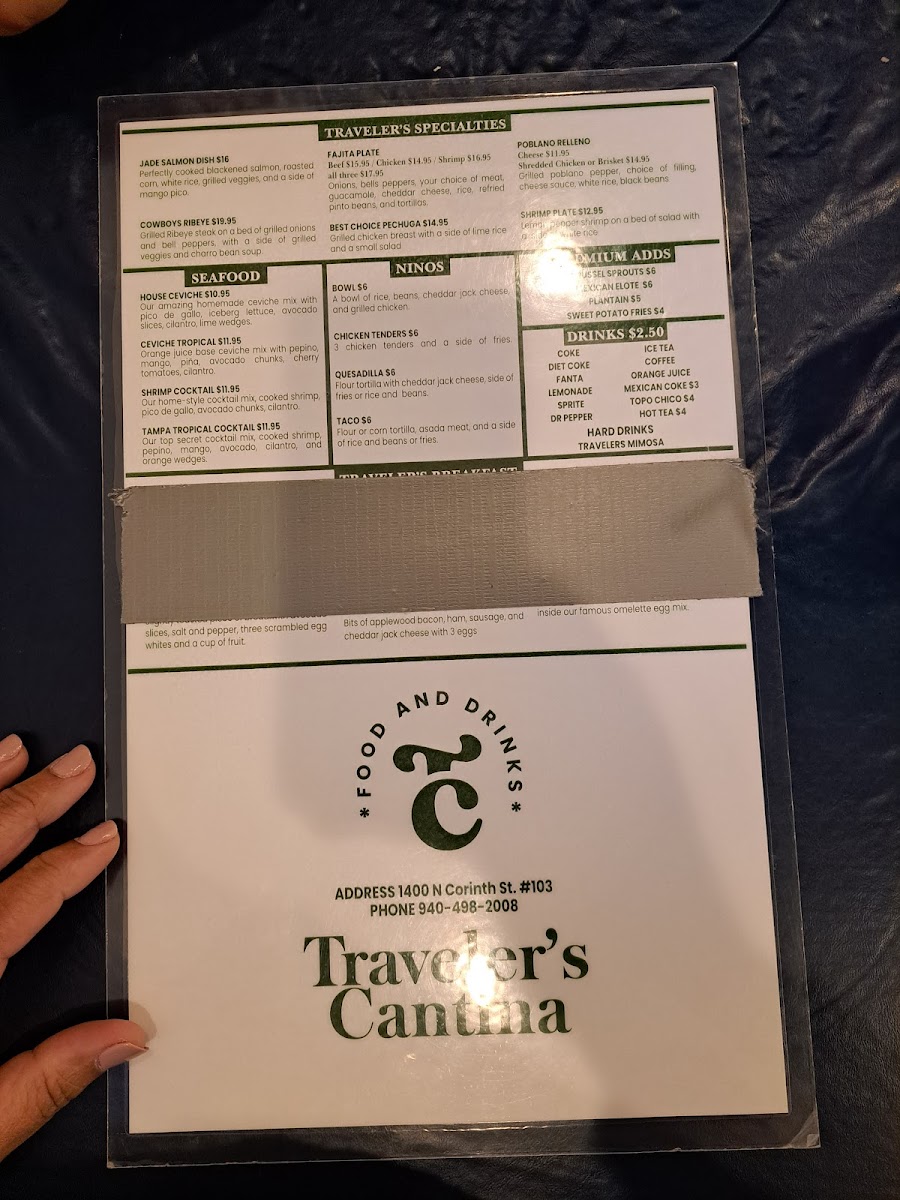 TRAVELER'S SPECIALTIES
JADE SALMON DISH $16
Perfectly cooked blackened salmon, roasted
corn, white rice, grilled veggies, and a side of
mango pico.
COWBOYS RIBEYE $19.95
Grilled Ribeye steak on a bed of grilled onions
and bell peppers, with a side of grilled
veggies and charro bean soup.
FAJITA PLATE
Beef $15.95 / Chicken $14.95 / Shrimp $16.95
all three $17.95
Onions, bells peppers, your choice of meat,
guacamole, cheddar cheese, rice, refried
pinto beans, and tortillas.
BEST CHOICE PECHUGA $14.95
Grilled chicken breast with a side of lime rice
and a small salad
POBLANO RELLENO
Cheese $11.95
Shredded Chicken or Brisket $14.95
Grilled poblano pepper, choice of filling,
cheese sauce, white rice, black beans
SHRIMP PLATE $12.95
pepper shrimp on a bed of salad with
white rice
SEAFOOD
HOUSE CEVICHE $10.95
Our amazing homemade ceviche mix with
pico de gallo, iceberg lettuce, avocado
slices, cilantro, lime wedges.
CEVICHE TROPICAL $11.95
Orange juice base ceviche mix with pepino,
mango, piña, avocado chunks, cherry
tomatoes, cilantro.
SHRIMP COCKTAIL $11.95
Our home-style cocktail mix, cooked shrimp,
pico de gallo, avocado chunks, cilantro.
TAMPA TROPICAL COCKTAIL $11.95
Our top secret cocktail mix, cooked shrimp,
pepino, mango, avocado, cilantro, and
orange wedges.
NINOS
BOWL $6
A bowl of rice, beans, cheddar jack cheese,
and grilled chicken.
CHICKEN TENDERS $6
3 chicken tenders and a side of fries.
QUESADILLA $6
Flour tortilla with cheddar jack cheese, side of
fries or rice and beans.
TACO $6
Flour or corn tortilla, asada meat, and a side
of rice and beans or fries.
ADDS
SPROUTS $6
ELOTE $6
PLANTAIN $5
SWEET POTATO FRIES $4
DRINKS $2.50
COKE
DIET COKE
FANTA
LEMONADE
SPRITE
DR PEPPER
ICE TEA
COFFEE
ORANGE JUICE
MEXICAN COKE $3
TOPO CHICO $4
HOT TEA $4
HARD DRINKS
TRAVELERS MIMOSA
TRAVELER'S BREAKFAST
slices, salt and pepper, three scrambled egg
whites and a cup of fruit.
Bits of applewood bacon, ham, sausage, and
cheddar jack cheese with 3 eggs
inside our famous omelette egg mix.
* FOOD AND DRINKS *
TC
ADDRESS 1400 N Corinth St. #103
PHONE 940-498-2008
Traveler's
Cantina